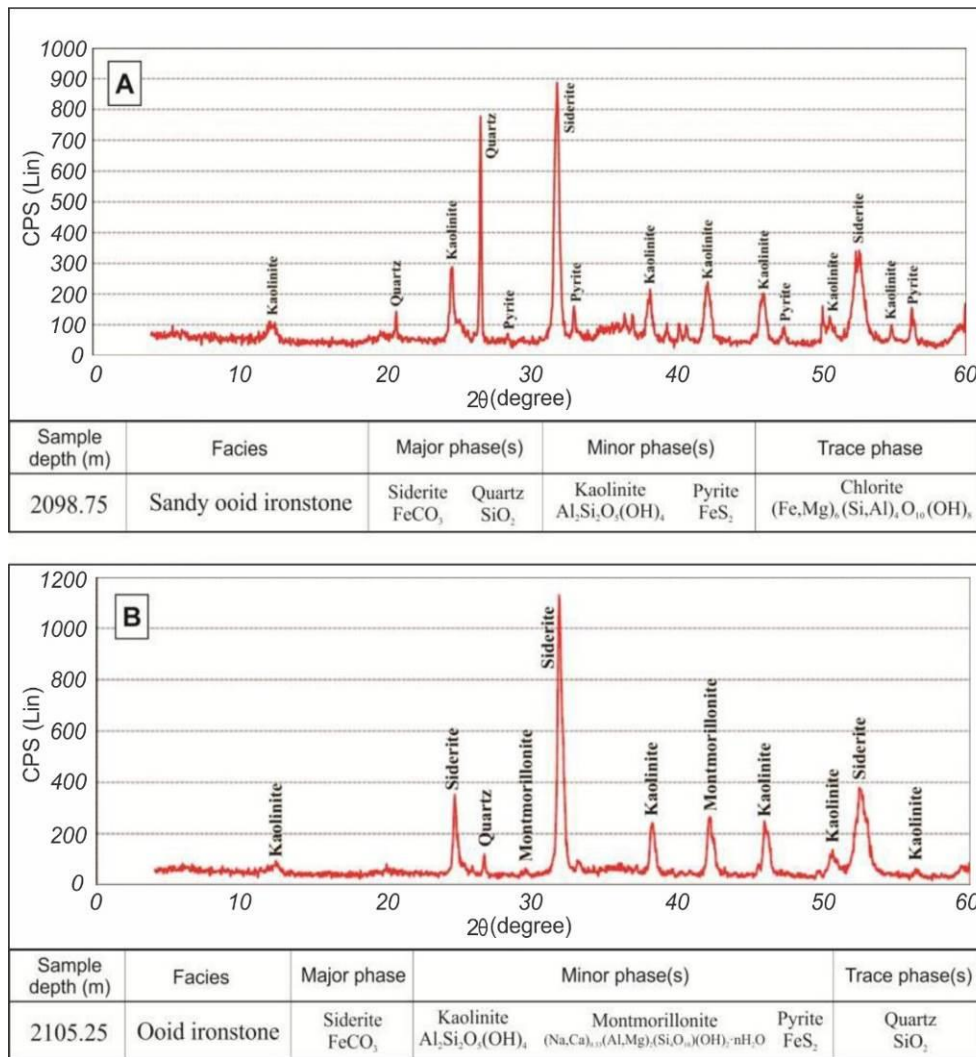 A
CPS (Lin)
1000
900
800
700
600
500
400
300
200
100
0
Kaolinite
Quartz
Kaolinite
Quartz
Pyrite
Siderite
Pyrite
Kaolinite
Kaolinite
Kaolinite
Pyrite
Kaolinite
Siderite
Kaolinite
Pyrite
0 10 20 30 40 50 60
2θ(degree)
Sample depth (m) Facies Major phase(s) Minor phase(s) Trace phase
2098.75 Sandy ooid ironstone Siderite Quartz Kaolinite Pyrite Chlorite
FeCO₃ SiO₂ Al₂Si₂O₅(OH)₄ FeS₂ (Fe,Mg)₆(Si,Al)₄O₁₀(OH)₈
B
CPS (Lin)
1200
1000
800
600
400
200
0
Kaolinite
Siderite
Quartz
Montmorillonite
Siderite
Kaolinite
Montmorillonite
Kaolinite
Kaolinite
Siderite
Kaolinite
0 10 20 30 40 50 60
2θ(degree)
Sample depth (m) Facies Major phase Minor phase(s) Trace phase(s)
2105.25 Ooid ironstone Siderite Kaolinite Montmorillonite Pyrite Quartz
FeCO₃ Al₂Si₂O₅(OH)₄ FeS₂ SiO₂